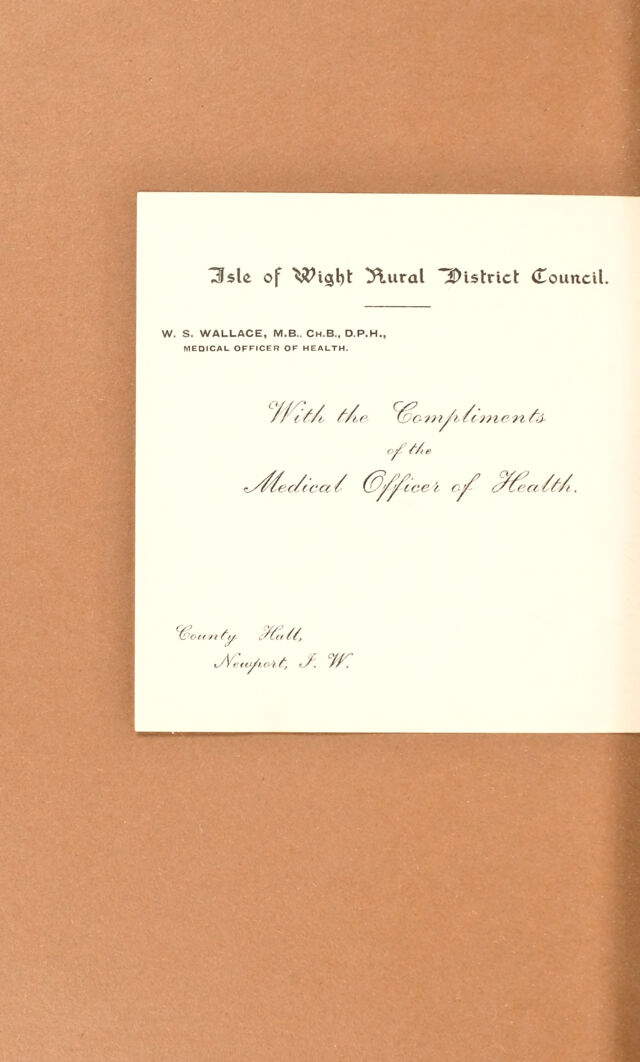 Isle of Wight Rural District Council.
W. S. WALLACE, M.B., CH.B., D.P.H.,
MEDICAL OFFICER OF HEALTH.
With the Compliments
of the
Medical Officer of Health.
County Hall,
Newport, I. W.